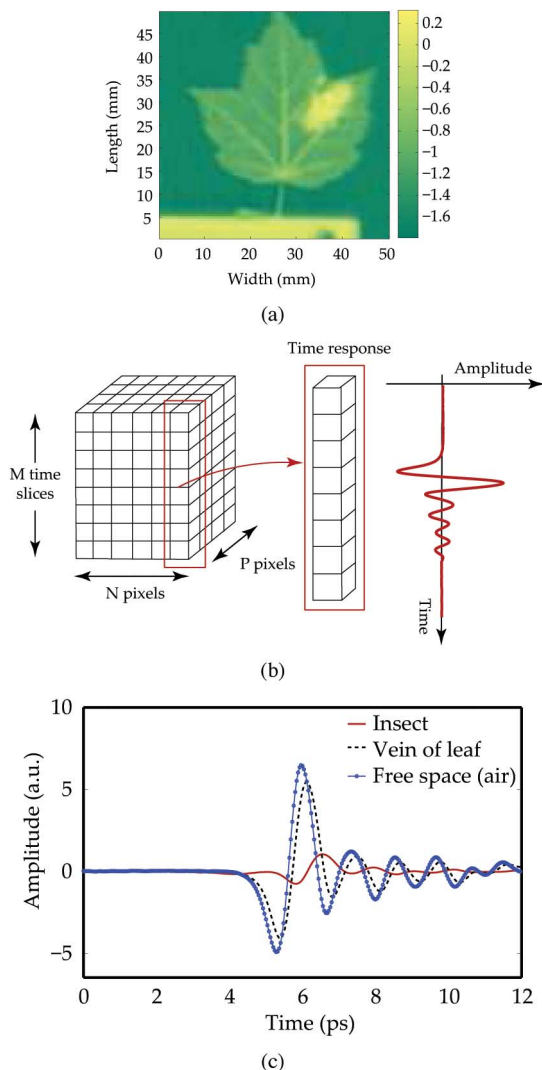 50
45
40
35
30
25
20
15
10
5
Length (mm)
0 10 20 30 40 50
Width (mm)
0.2
0
−0.2
−0.4
−0.6
−0.8
−1
−1.2
−1.4
−1.6
(a)
Time response
Amplitude
M time
slices
P pixels
N pixels
Time
(b)
10
5
0
−5
Amplitude (a.u.)
Insect
Vein of leaf
Free space (air)
0 2 4 6 8 10 12
Time (ps)
(c)